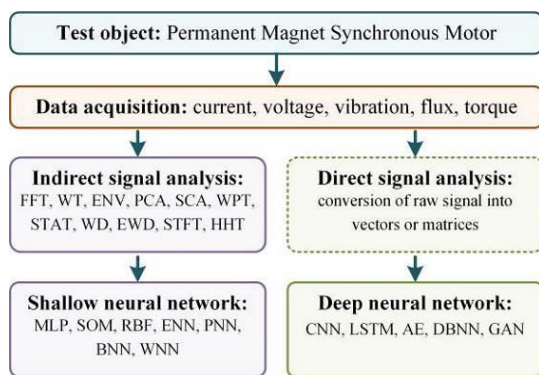 Test object: Permanent Magnet Synchronous Motor
Data acquisition: current, voltage, vibration, flux, torque
Indirect signal analysis:
FFT, WT, ENV, PCA, SCA, WPT,
STAT, WD, EWD, STFT, HHT
Direct signal analysis:
conversion of raw signal into
vectors or matrices
Shallow neural network:
MLP, SOM, RBF, ENN, PNN,
BNN, WNN
Deep neural network:
CNN, LSTM, AE, DBNN, GAN